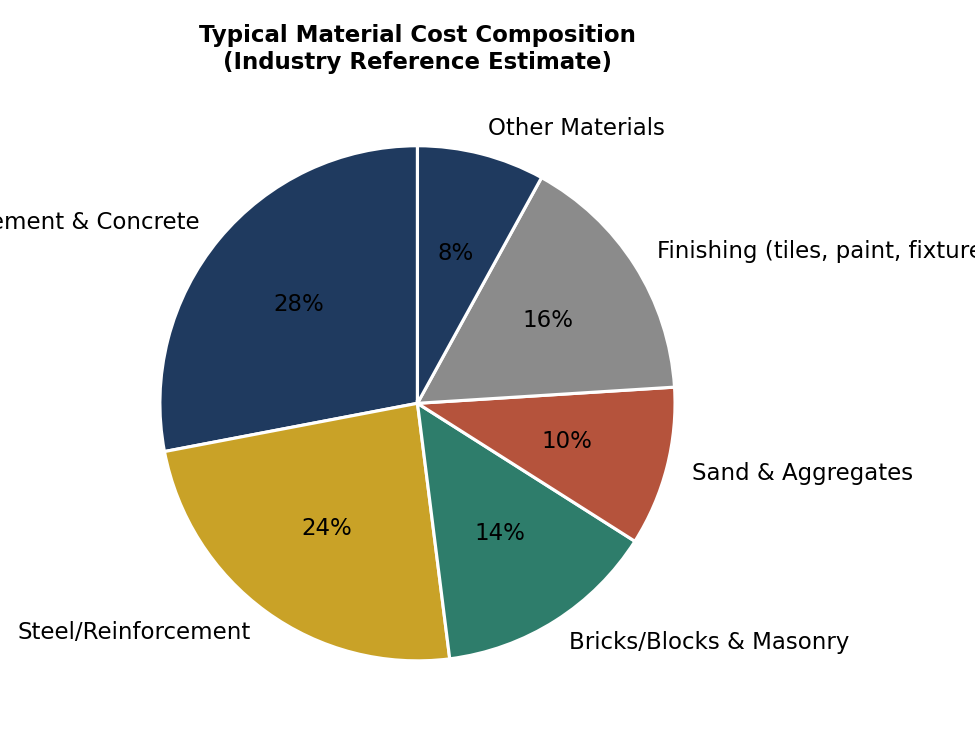 Typical Material Cost Composition
(Industry Reference Estimate)
Other Materials
ement & Concrete
Finishing (tiles, paint, fixture
8%
28%
16%
10%
Sand & Aggregates
24%
14%
Steel/Reinforcement
Bricks/Blocks & Masonry